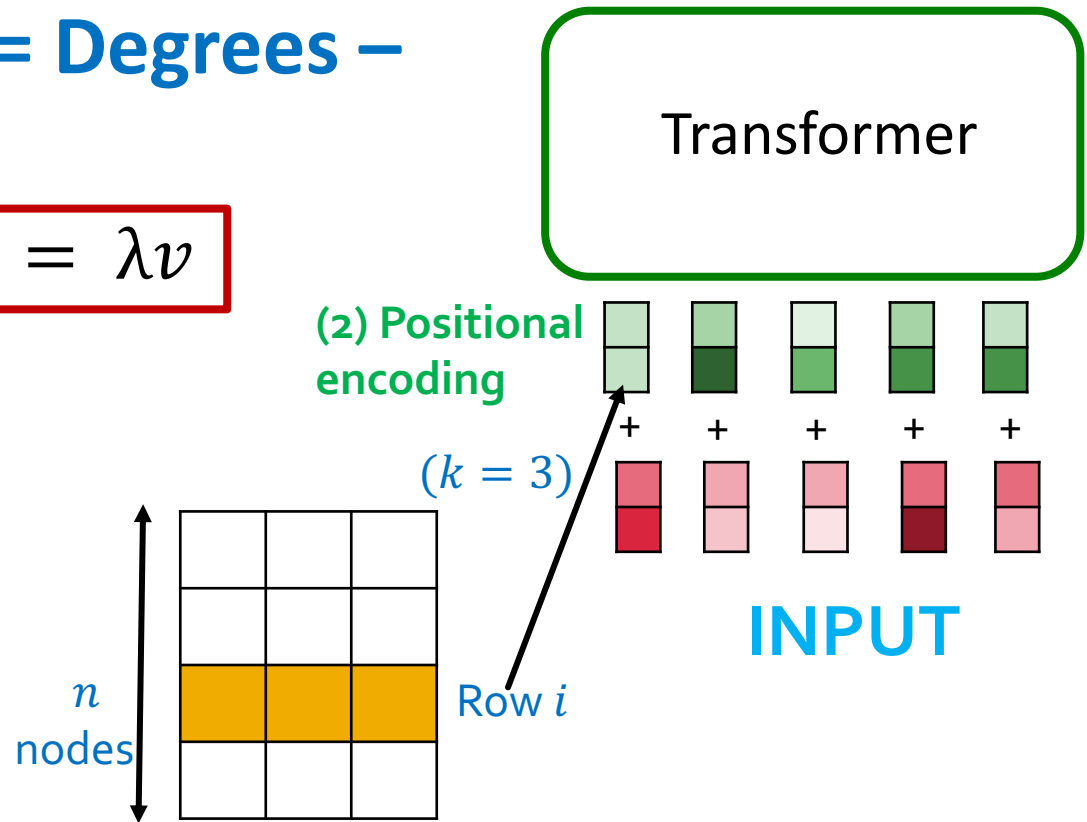 = Degrees –
Transformer
= λv
(2) Positional
encoding
+ + + + +
(k = 3)
INPUT
n
nodes
Row i